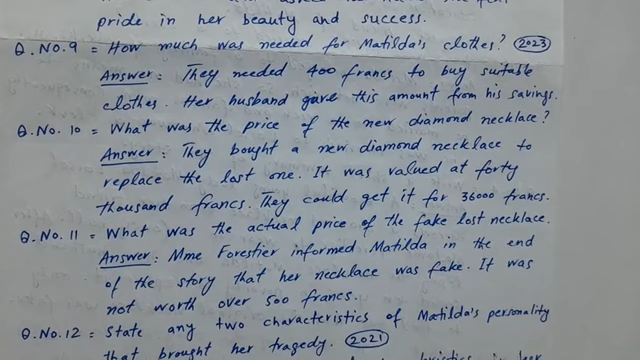 pride in her beauty and success.
Q.No.9 = How much was needed for Matilda's clothes? 2023
Answer: They needed 400 francs to buy suitable
clothes. Her husband gave this amount from his savings.
Q.No. 10 = What was the price of the new diamond necklace?
Answer: They bought a new diamond necklace to
replace the last one. It was valued at forty
thousand francs. They could get it for 36000 francs.
Q.No. 11 = What was the actual price of the fake lost necklace.
Answer: Mme Forestier informed Matilda in the end
of the story that her necklace was fake. It was
not worth over 500 francs.
Q.No.12 = State any two characteristics of Matilda's personality
that brought her tragedy. 2021